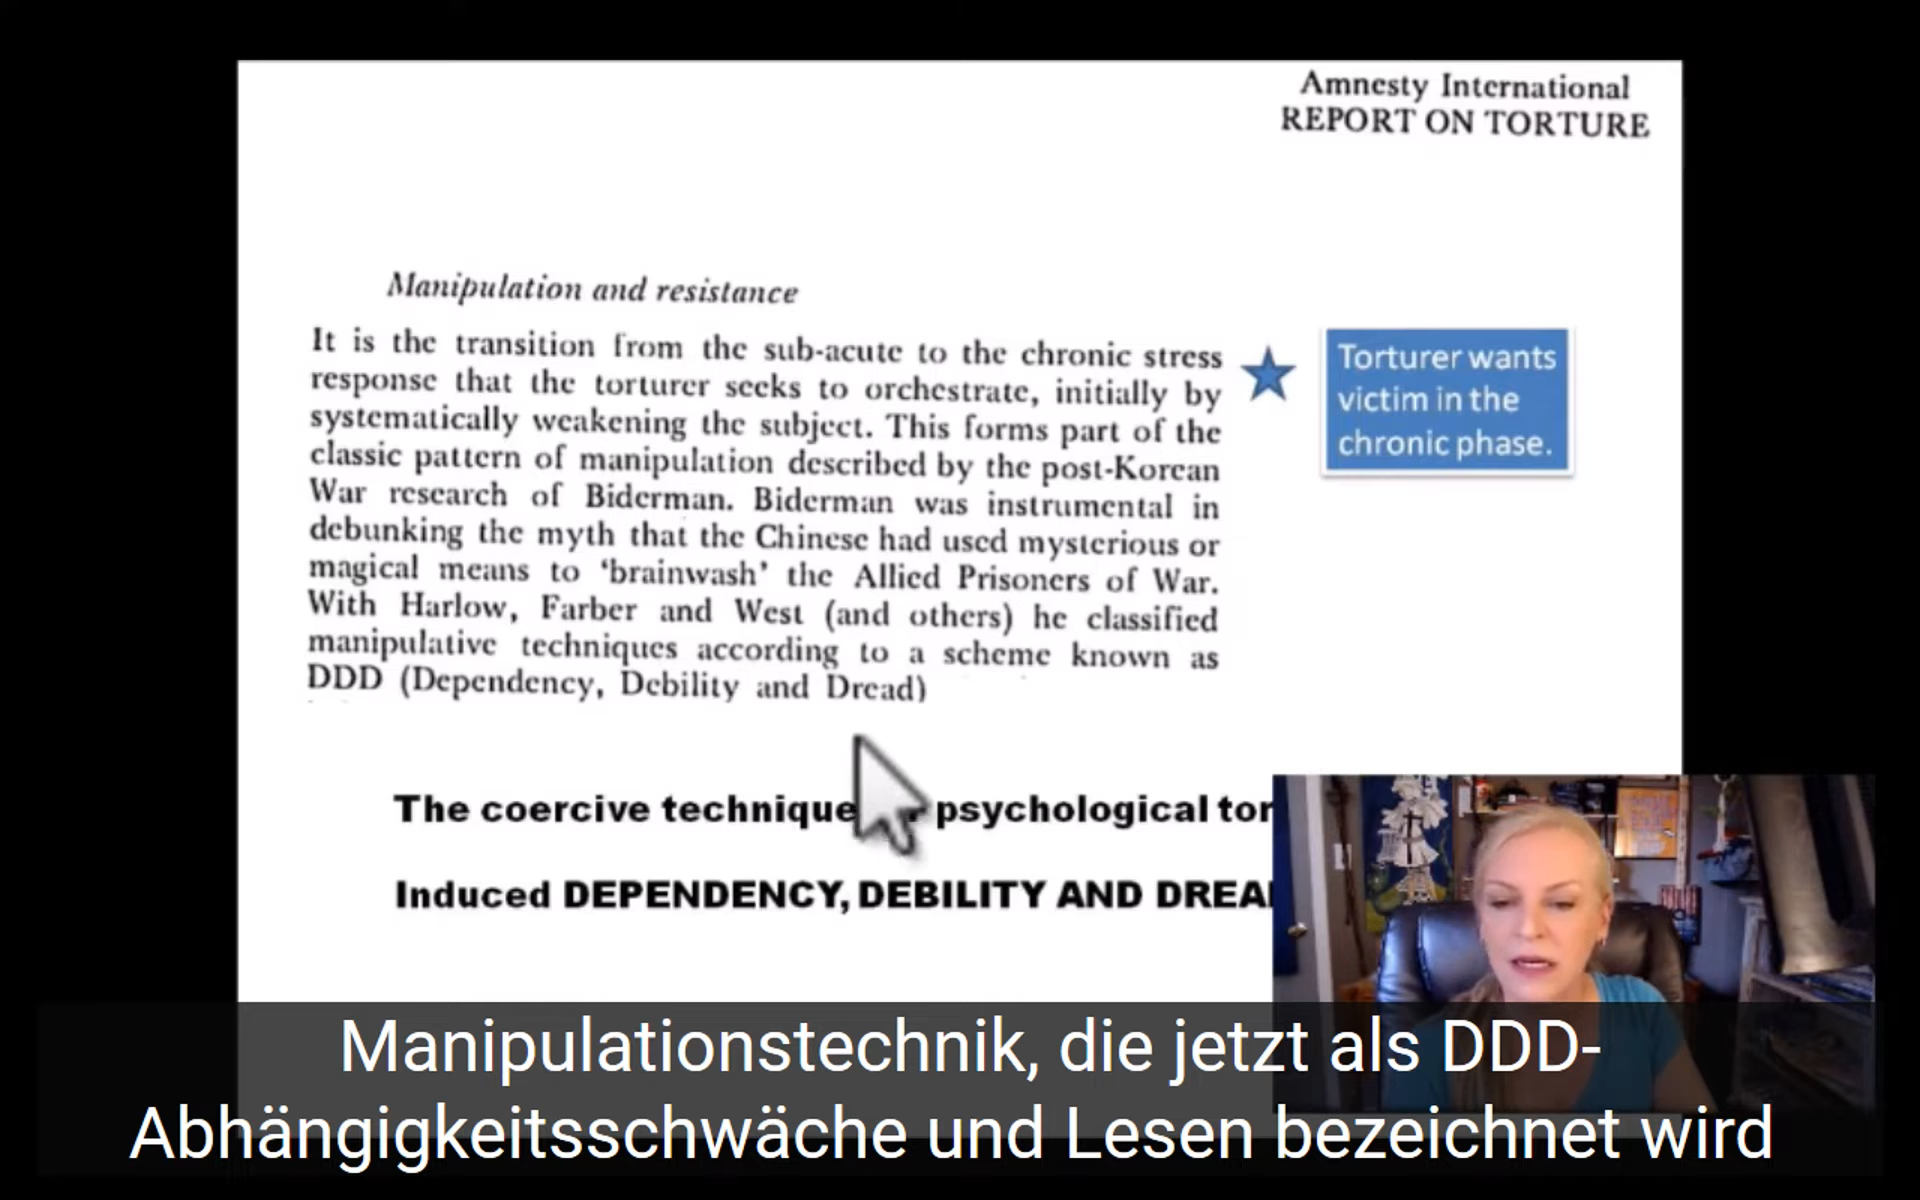 Amnesty International
REPORT ON TORTURE
Manipulation and resistance
It is the transition from the sub-acute to the chronic stress
response that the torturer seeks to orchestrate, initially by
systematically weakening the subject. This forms part of the
classic pattern of manipulation described by the post-Korean
War research of Biderman. Biderman was instrumental in
debunking the myth that the Chinese had used mysterious or
magical means to ‘brainwash’ the Allied Prisoners of War.
With Harlow, Farber and West (and others) he classified
manipulative techniques according to a scheme known as
DDD (Dependency, Debility and Dread)
Torturer wants
victim in the
chronic phase.
The coercive technique psychological tor
Induced DEPENDENCY, DEBILITY AND DREA
Manipulationstechnik, die jetzt als DDD-
Abhängigkeitsschwäche und Lesen bezeichnet wird